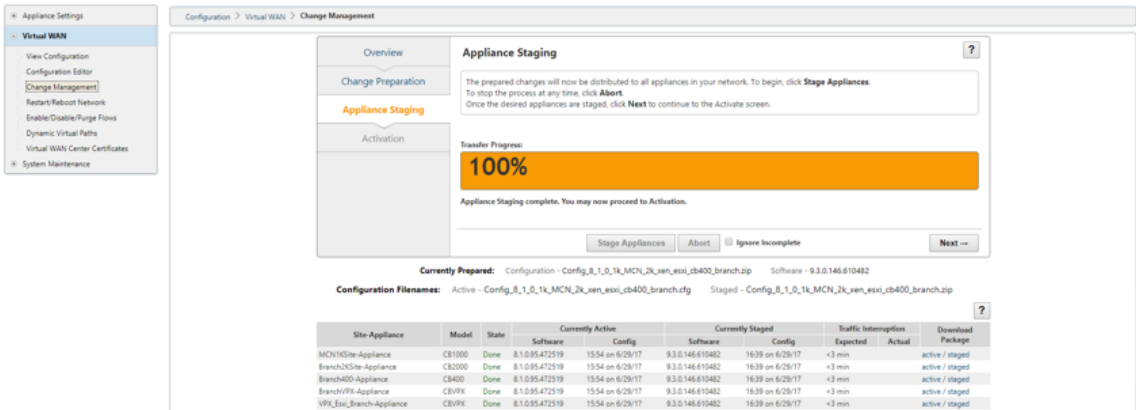 Appliance Settings
Virtual WAN
View Configuration
Configuration Editor
Change Management
Restart/Reboot Network
Enable/Disable/Purge Flows
Dynamic Virtual Paths
Virtual WAN Center Certificates
System Maintenance
Configuration > Virtual WAN > Change Management
Overview
Change Preparation
Appliance Staging
Activation
Appliance Staging
?
The prepared changes will now be distributed to all appliances in your network. To begin, click Stage Appliances.
To stop the process at any time, click Abort.
Once the desired appliances are staged, click Next to continue to the Activate screen.
Transfer Progress:
100%
Appliance Staging complete. You may now proceed to Activation.
Stage Appliances Abort Ignore Incomplete Next →
Currently Prepared: Configuration - Config_8_1_0_1k_MCN_2k_xen_esxi_cb400_branch.zip Software - 9.3.0.146.610482
Configuration Filenames: Active - Config_8_1_0_1k_MCN_2k_xen_esxi_cb400_branch.cfg Staged - Config_8_1_0_1k_MCN_2k_xen_esxi_cb400_branch.zip
?
Site-Appliance Model State Currently Active Currently Staged Traffic Interruption Download Package
Software Config Software Config Expected Actual
MCN1KSite-Appliance CB1000 Done 8.1.0.95.472519 15:54 on 6/29/17 9.3.0.146.610482 16:39 on 6/29/17 <3 min active / staged
Branch2KSite-Appliance CB2000 Done 8.1.0.95.472519 15:54 on 6/29/17 9.3.0.146.610482 16:39 on 6/29/17 <3 min active / staged
Branch400-Appliance CB400 Done 8.1.0.95.472519 15:54 on 6/29/17 9.3.0.146.610482 16:39 on 6/29/17 <3 min active / staged
BranchVPX-Appliance CBVPX Done 8.1.0.95.472519 15:54 on 6/29/17 9.3.0.146.610482 16:39 on 6/29/17 <3 min active / staged
VPX_Esxi_Branch-Appliance CBVPX Done 8.1.0.95.472519 15:54 on 6/29/17 9.3.0.146.610482 16:39 on 6/29/17 <3 min active / staged